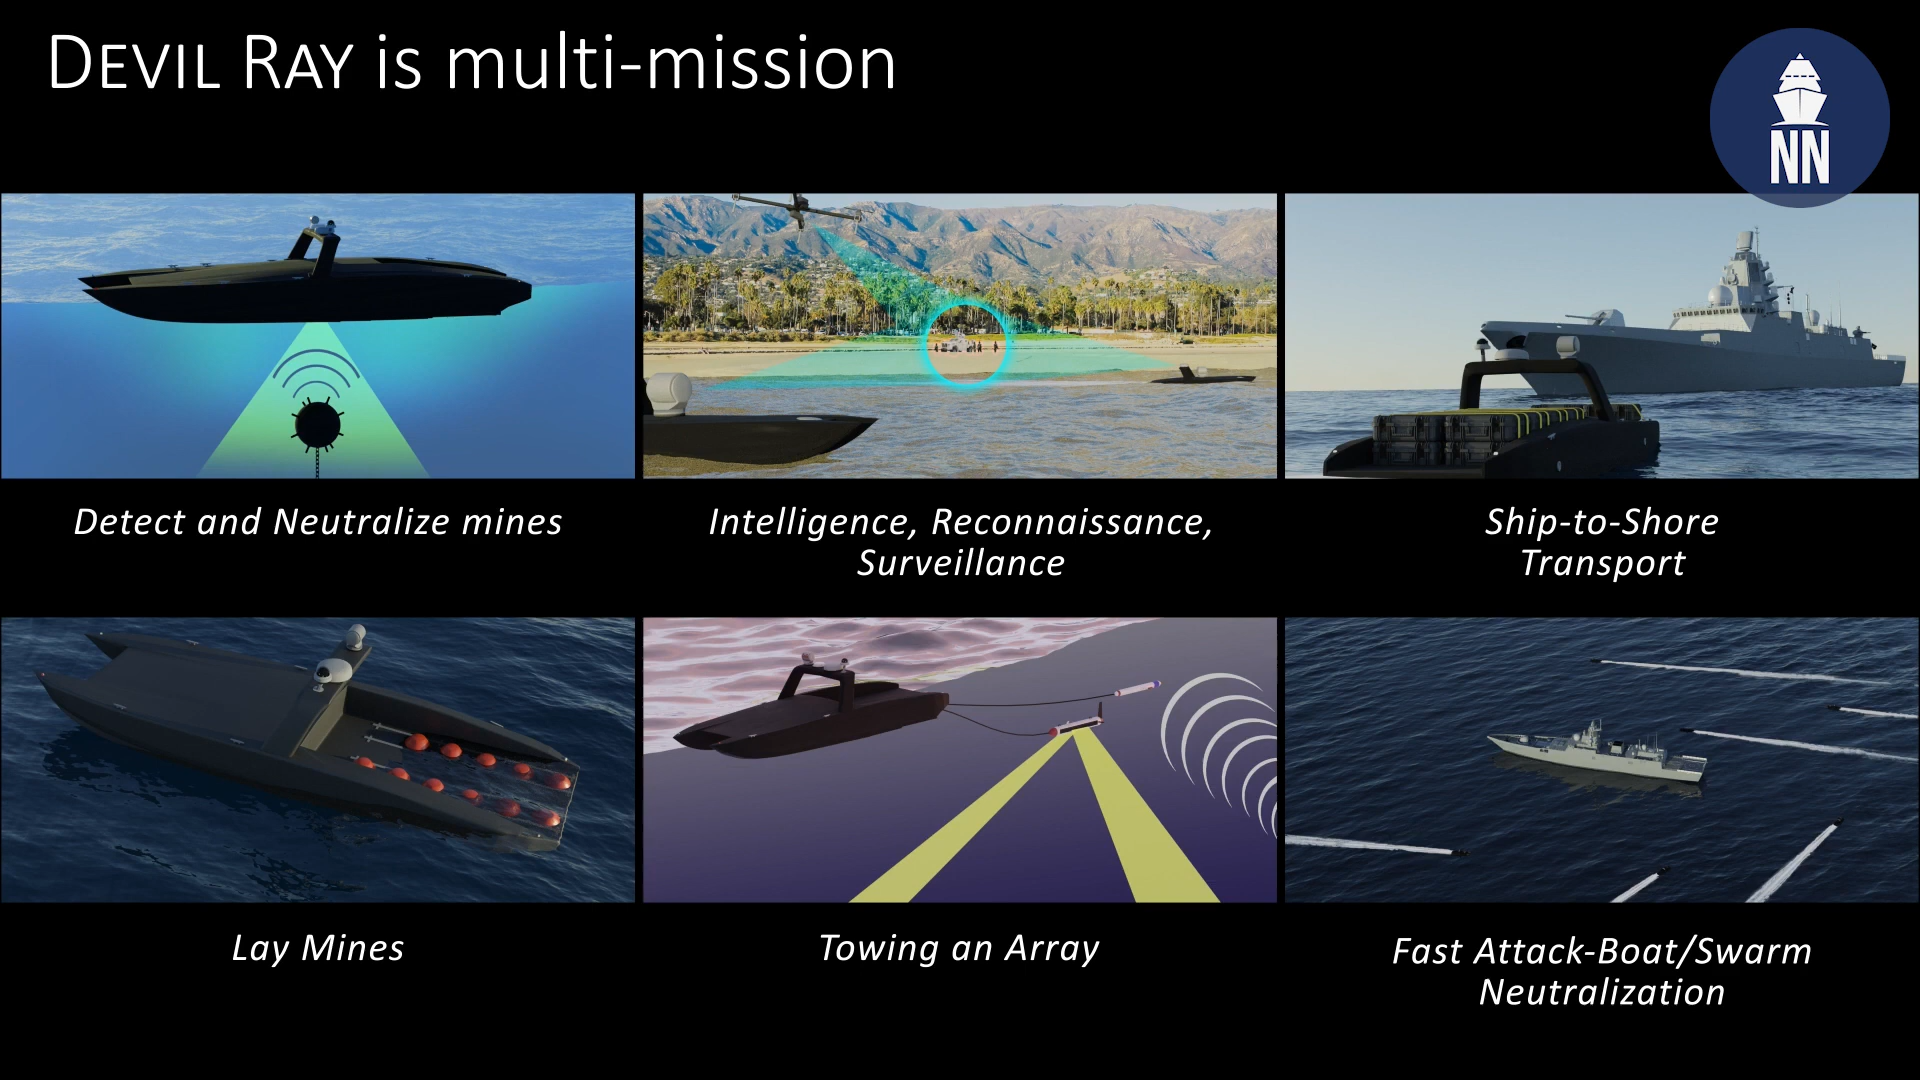 DEVIL RAY is multi-mission
NN
Detect and Neutralize mines
Intelligence, Reconnaissance,
Surveillance
Ship-to-Shore
Transport
Lay Mines
Towing an Array
Fast Attack-Boat/Swarm
Neutralization